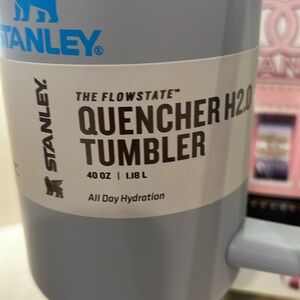 STANLEY®
STANLEY.
THE FLOWSTATE™
QUENCHER H2.0
TUMBLER
40 OZ | 1.18 L
All Day Hydration